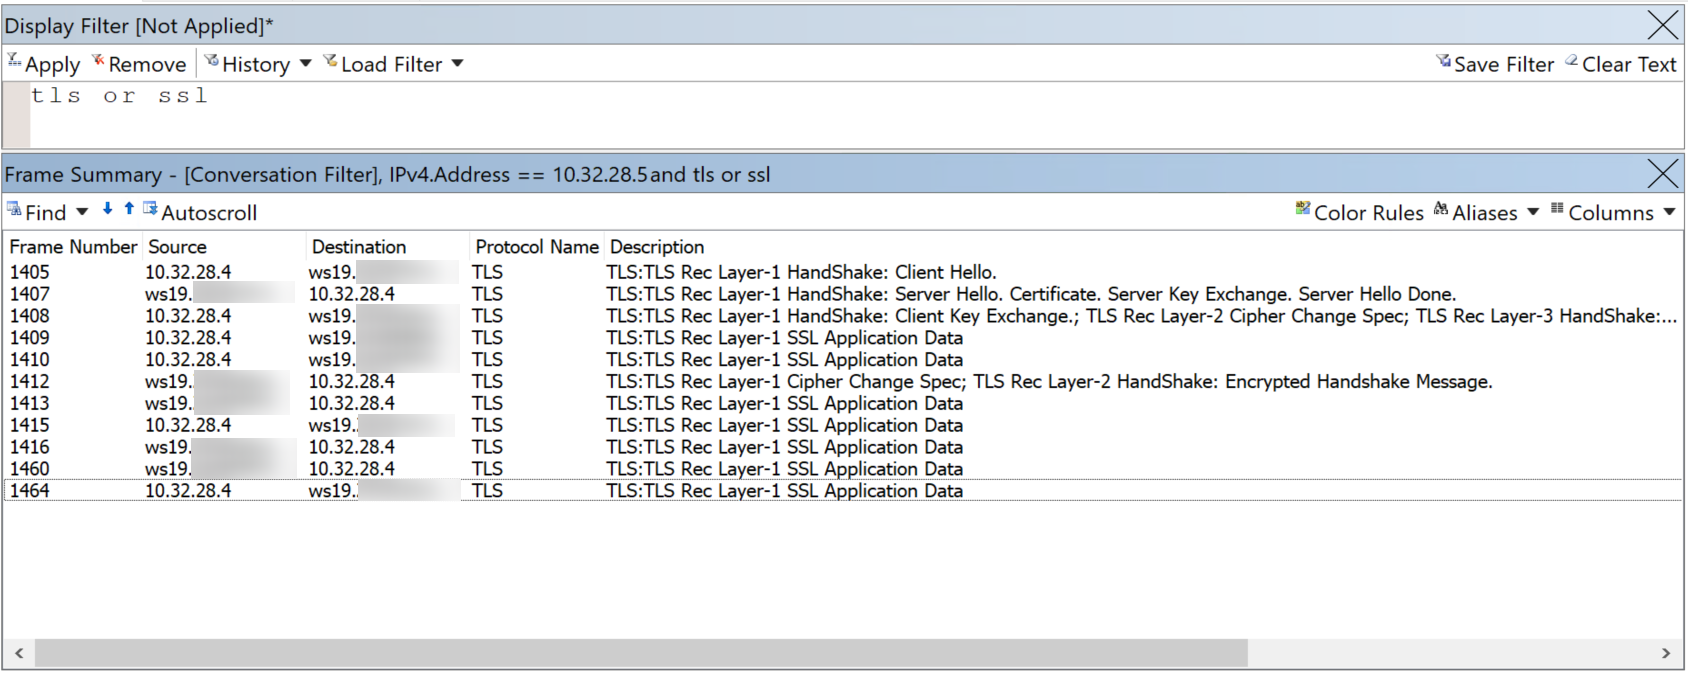 Display Filter [Not Applied]*
Apply Remove History Load Filter Save Filter Clear Text
tls or ssl
Frame Summary - [Conversation Filter], IPv4.Address == 10.32.28.5and tls or ssl
Find Autoscroll Color Rules Aliases Columns
Frame Number Source Destination Protocol Name Description
1405 10.32.28.4 ws19. TLS TLS:TLS Rec Layer-1 HandShake: Client Hello.
1407 ws19. 10.32.28.4 TLS TLS:TLS Rec Layer-1 HandShake: Server Hello. Certificate. Server Key Exchange. Server Hello Done.
1408 10.32.28.4 ws19. TLS TLS:TLS Rec Layer-1 HandShake: Client Key Exchange.; TLS Rec Layer-2 Cipher Change Spec; TLS Rec Layer-3 HandShake:...
1409 10.32.28.4 ws19. TLS TLS:TLS Rec Layer-1 SSL Application Data
1410 10.32.28.4 ws19. TLS TLS:TLS Rec Layer-1 SSL Application Data
1412 ws19. 10.32.28.4 TLS TLS:TLS Rec Layer-1 Cipher Change Spec; TLS Rec Layer-2 HandShake: Encrypted Handshake Message.
1413 ws19. 10.32.28.4 TLS TLS:TLS Rec Layer-1 SSL Application Data
1415 10.32.28.4 ws19. TLS TLS:TLS Rec Layer-1 SSL Application Data
1416 ws19. 10.32.28.4 TLS TLS:TLS Rec Layer-1 SSL Application Data
1460 ws19. 10.32.28.4 TLS TLS:TLS Rec Layer-1 SSL Application Data
1464 10.32.28.4 ws19. TLS TLS:TLS Rec Layer-1 SSL Application Data